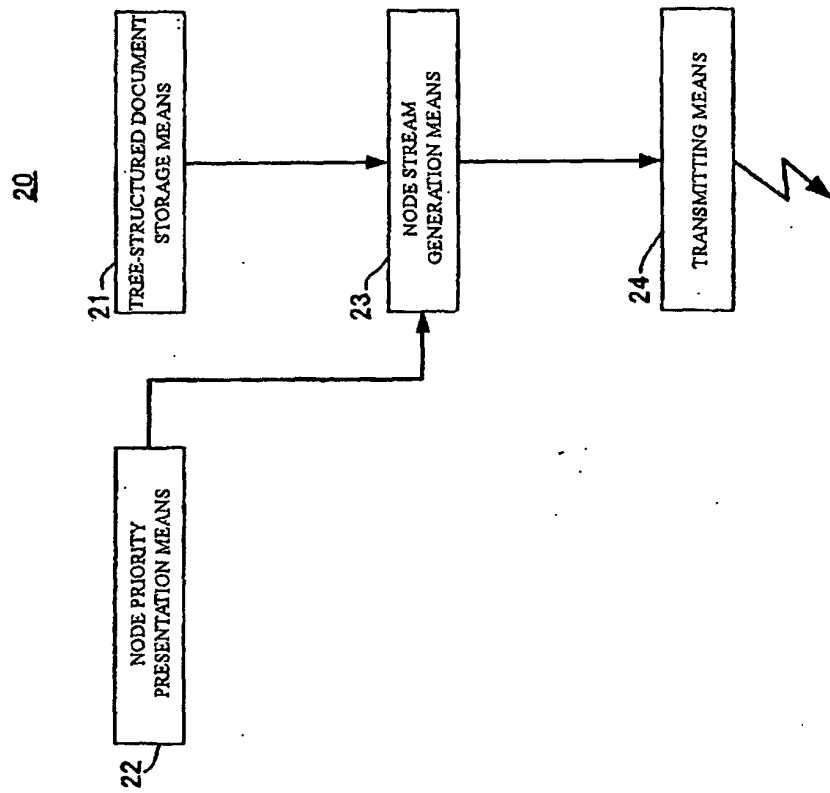 20
21
TREE-STRUCTURED DOCUMENT
STORAGE MEANS
22
NODE PRIORITY
PRESENTATION MEANS
23
NODE STREAM
GENERATION MEANS
24
TRANSMITTING MEANS